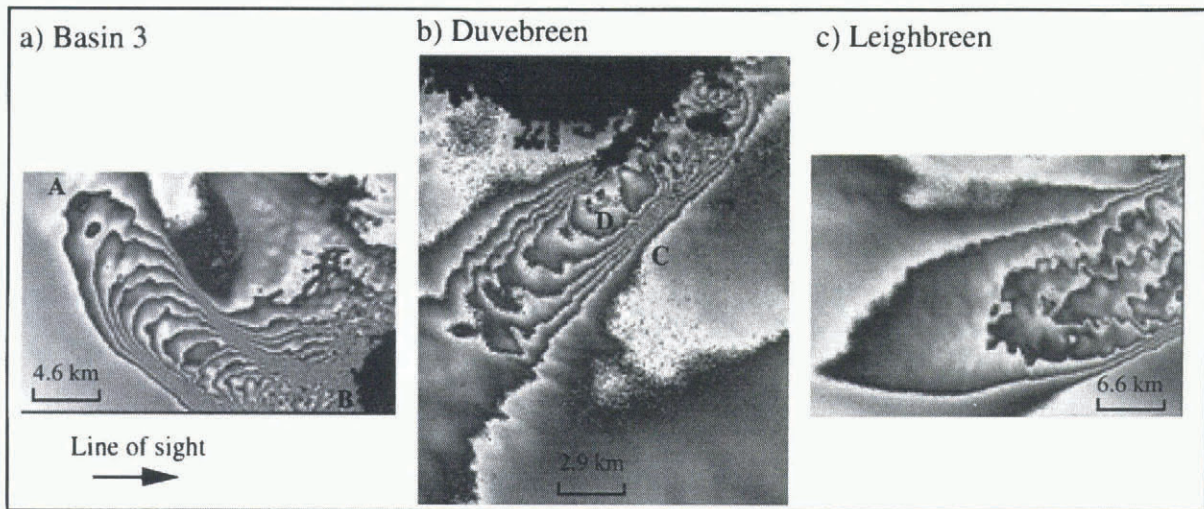 a) Basin 3
b) Duvebreen
c) Leighbreen
A
B
4.6 km
Line of sight
D
C
2.9 km
6.6 km